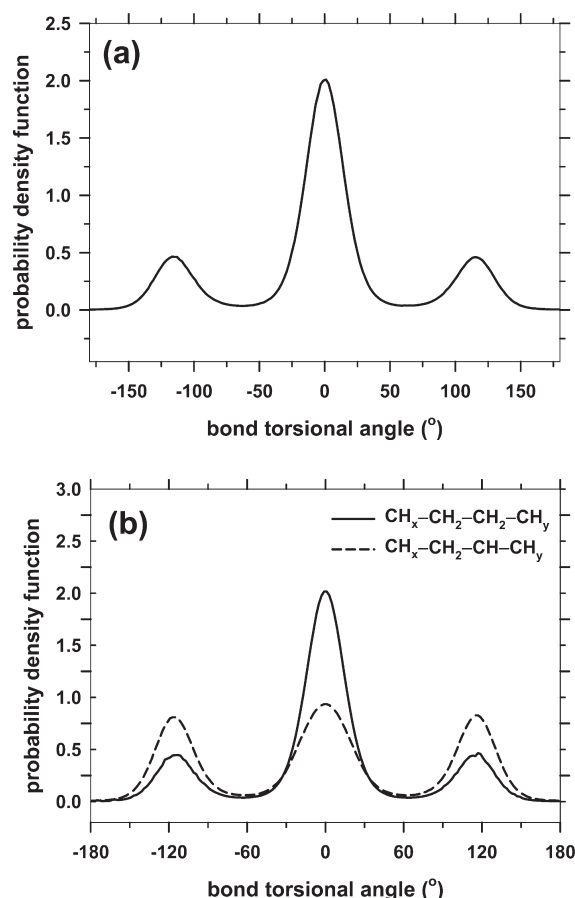 (a)
probability density function
2.5
2.0
1.5
1.0
0.5
0.0
-150 -100 -50 0 50 100 150
bond torsional angle (°)
(b)
probability density function
3.0
2.5
2.0
1.5
1.0
0.5
0.0
CHₓ–CH₂–CH₂–CHᵧ
CHₓ–CH₂–CH–CHᵧ
-180 -120 -60 0 60 120 180
bond torsional angle (°)